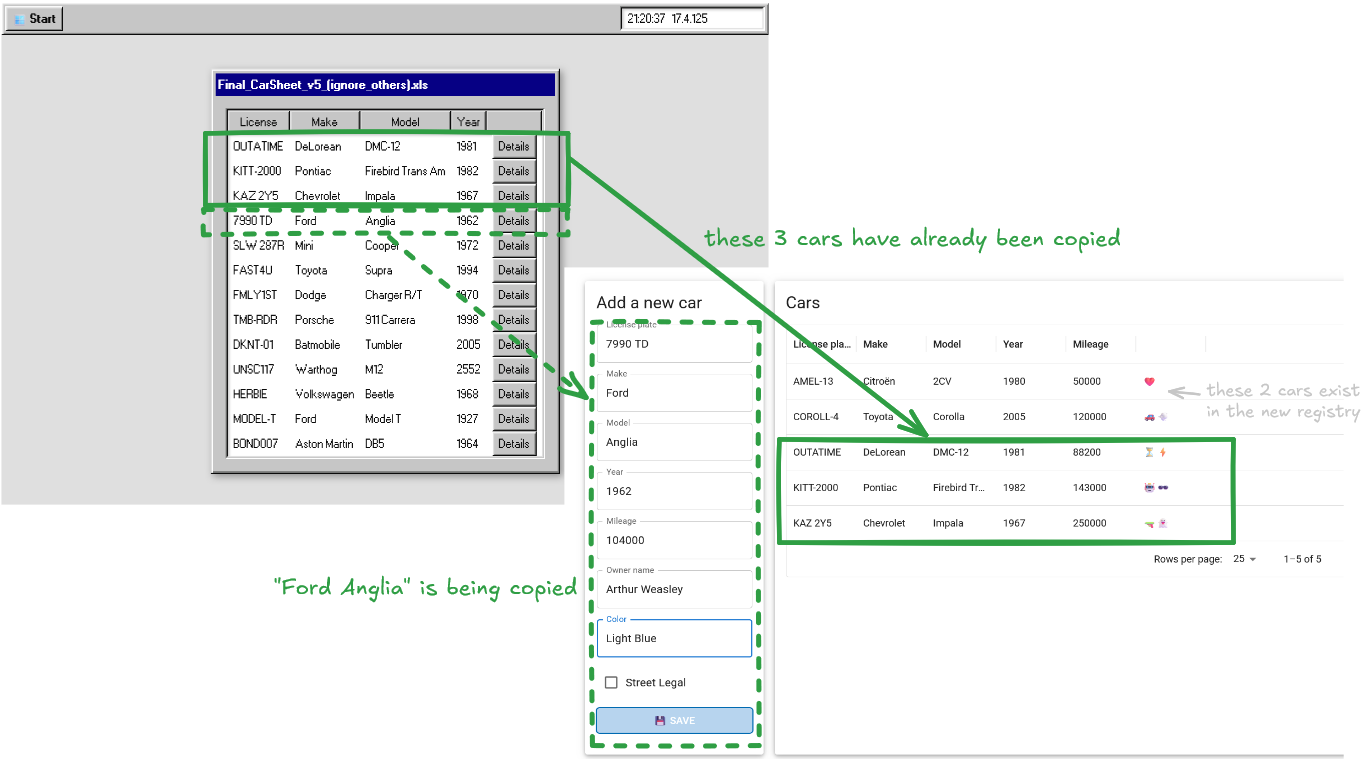 Start
21:20:37 17.4.125
Final_CarSheet_v5_(ignore_others).xls
License Make Model Year
OUTATIME DeLorean DMC-12 1981 Details
KITT-2000 Pontiac Firebird Trans Am 1982 Details
KAZ 2Y5 Chevrolet Impala 1967 Details
7990 TD Ford Anglia 1962 Details
SLW 287R Mini Cooper 1972 Details
FAST4U Toyota Supra 1994 Details
FMLY1ST Dodge Charger R/T 1970 Details
TMB-RDR Porsche 911 Carrera 1998 Details
DKNT-01 Batmobile Tumbler 2005 Details
UNSC117 Warthog M12 2552 Details
HERBIE Volkswagen Beetle 1968 Details
MODEL-T Ford Model T 1927 Details
BOND007 Aston Martin DB5 1964 Details
these 3 cars have already been copied
"Ford Anglia" is being copied
Add a new car
License plate
7990 TD
Make
Ford
Model
Anglia
Year
1962
Mileage
104000
Owner name
Arthur Weasley
Color
Light Blue
Street Legal
SAVE
Cars
License pla... Make Model Year Mileage
AMEL-13 Citroën 2CV 1980 50000
COROLL-4 Toyota Corolla 2005 120000
OUTATIME DeLorean DMC-12 1981 88200
KITT-2000 Pontiac Firebird Tr... 1982 143000
KAZ 2Y5 Chevrolet Impala 1967 250000
these 2 cars exist
in the new registry
Rows per page: 25 1–5 of 5